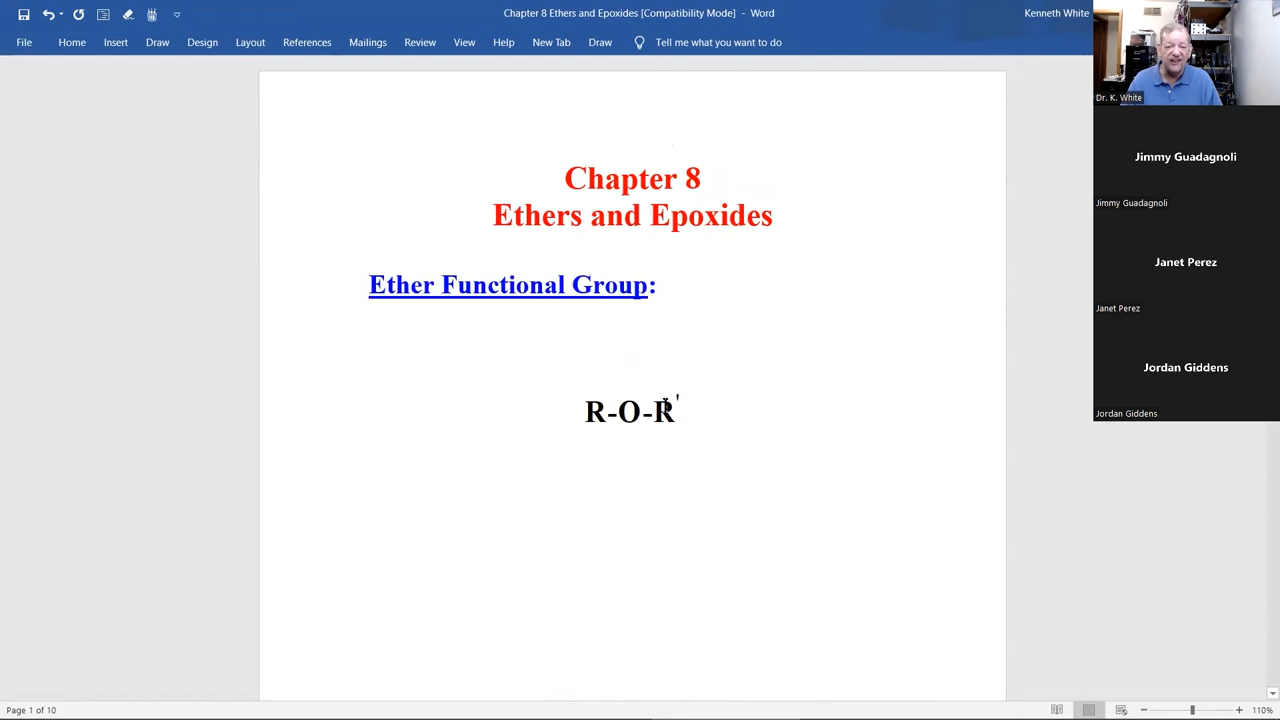 Chapter 8 Ethers and Epoxides [Compatibility Mode] - Word
Kenneth White
File Home Insert Draw Design Layout References Mailings Review View Help New Tab Draw Tell me what you want to do
Dr. K. White
Jimmy Guadagnoli
Jimmy Guadagnoli
Janet Perez
Janet Perez
Jordan Giddens
Jordan Giddens
Chapter 8
Ethers and Epoxides
Ether Functional Group:
R-O-R'
Page 1 of 10
110%